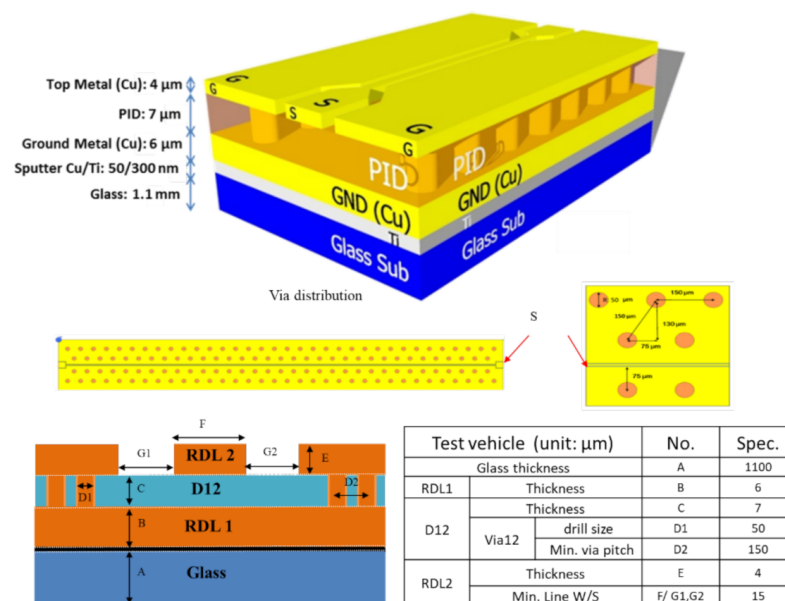 G
S
G
G
S
G
Top Metal (Cu): 4 μm
PID: 7 μm
Ground Metal (Cu): 6 μm
Sputter Cu/Ti: 50/300 nm
Glass: 1.1 mm
PID
PID
GND (Cu)
GND (Cu)
Ti
Ti
Glass Sub
Glass Sub
Via distribution
S
50 μm
150 μm
150 μm
130 μm
75 μm
75 μm
F
G1
RDL 2
G2
E
D1
C
D12
D2
B
RDL 1
A
Glass
Test vehicle (unit: μm) No. Spec.
Glass thickness A 1100
RDL1 Thickness B 6
D12 Thickness C 7
Via12 drill size D1 50
Min. via pitch D2 150
RDL2 Thickness E 4
Min. Line W/S F/ G1,G2 15